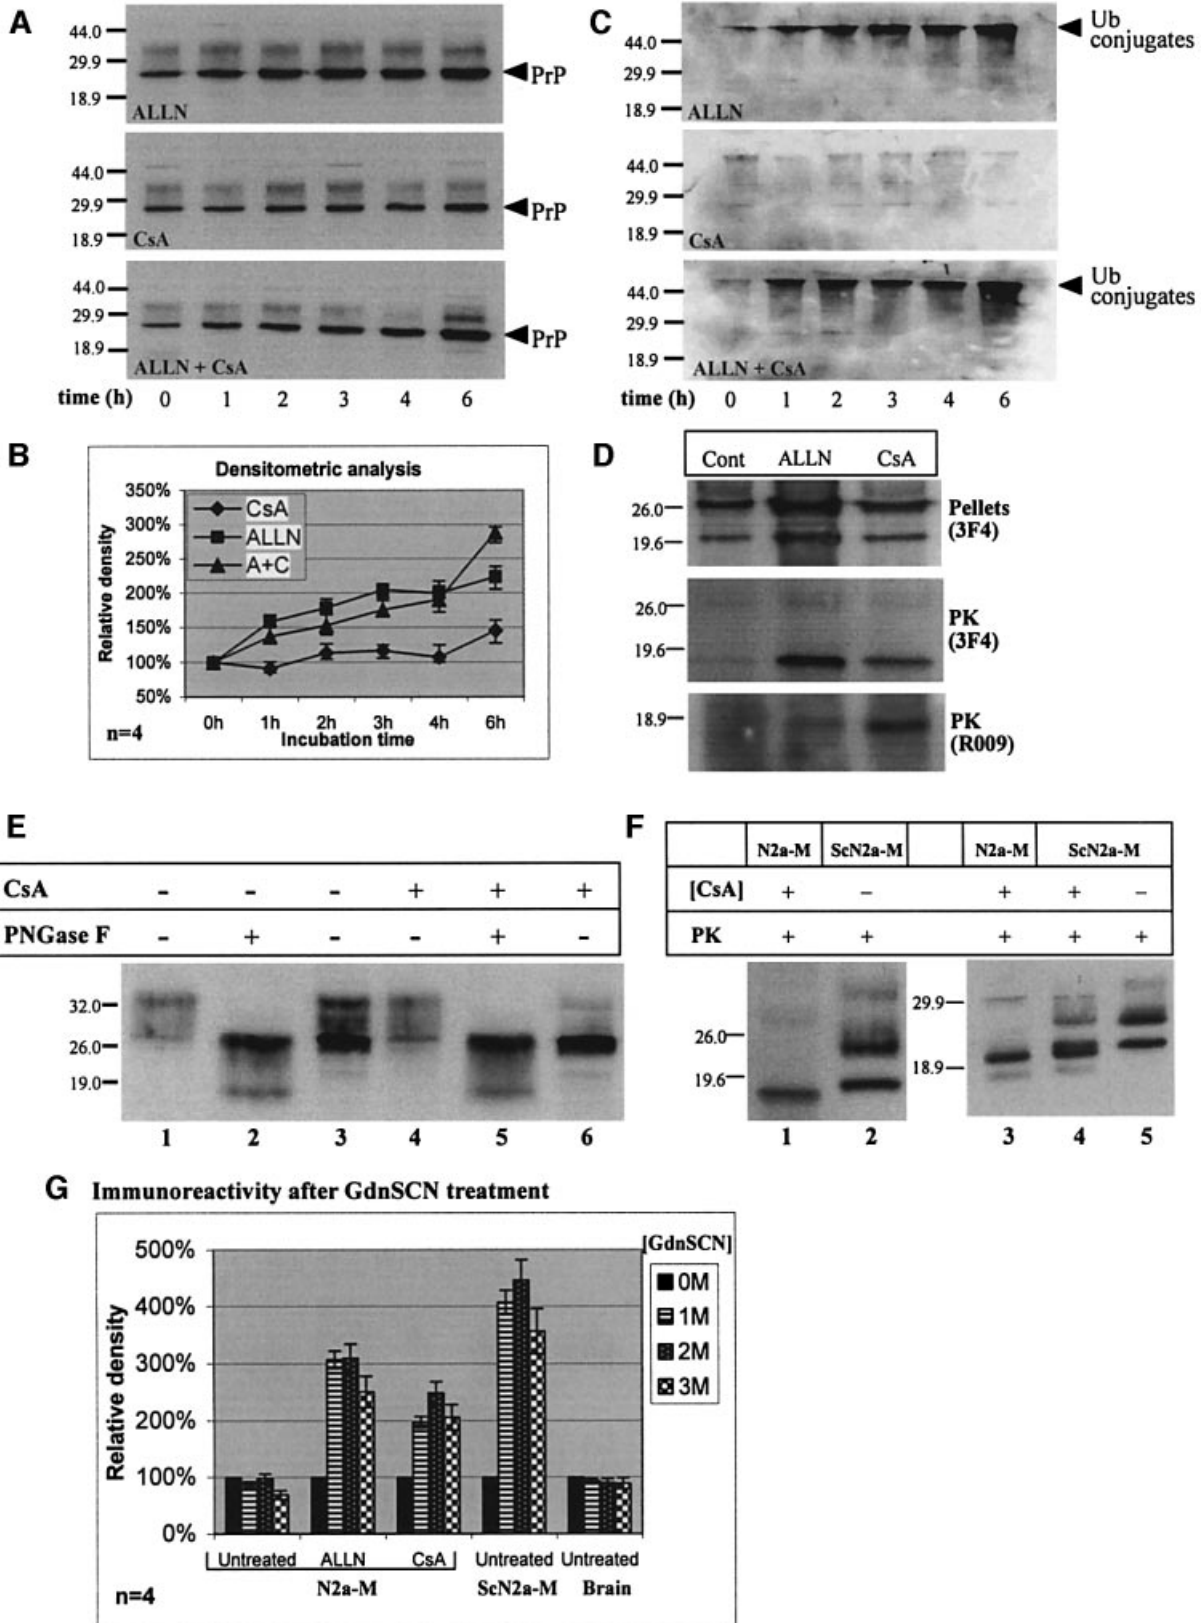 A
44.0
29.9
18.9
PrP
ALLN
44.0
29.9
18.9
PrP
CsA
44.0
29.9
18.9
PrP
ALLN + CsA
time (h) 0 1 2 3 4 6
C
44.0
29.9
18.9
Ub
conjugates
ALLN
44.0
29.9
18.9
CsA
44.0
29.9
18.9
Ub
conjugates
ALLN + CsA
time (h) 0 1 2 3 4 6
B
Densitometric analysis
Relative density
350%
300%
250%
200%
150%
100%
50%
CsA
ALLN
A+C
0h 1h 2h 3h 4h 6h
n=4
Incubation time
D
Cont ALLN CsA
26.0
19.6
Pellets
(3F4)
26.0
19.6
PK
(3F4)
18.9
PK
(R009)
E
CsA - - - + + +
PNGase F - + - - + -
32.0
26.0
19.0
1 2 3 4 5 6
F
N2a-M ScN2a-M N2a-M ScN2a-M
[CsA] + - + + -
PK + + + + +
26.0
19.6
29.9
18.9
1 2 3 4 5
G Immunoreactivity after GdnSCN treatment
Relative density
500%
400%
300%
200%
100%
0%
[GdnSCN]
0M
1M
2M
3M
Untreated ALLN CsA Untreated Untreated
N2a-M ScN2a-M Brain
n=4